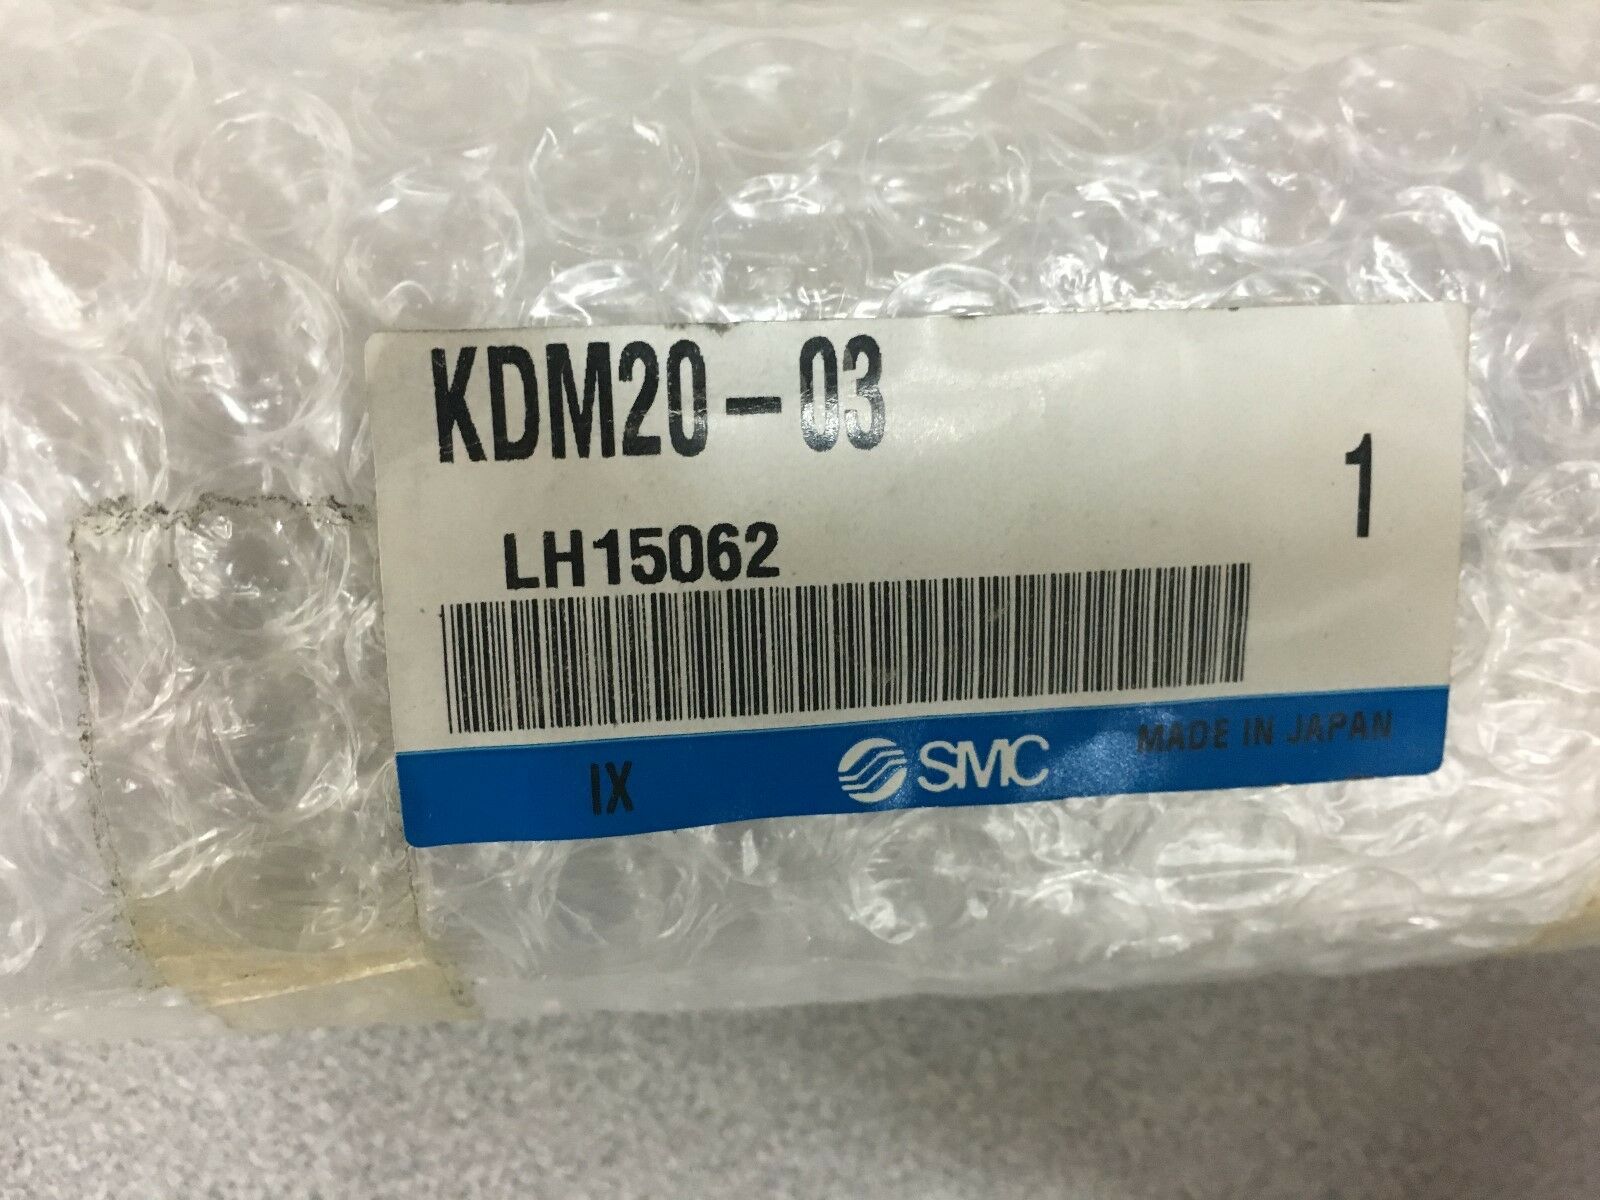 KDM20-03
1
LH15062
IX
SMC
MADE IN JAPAN